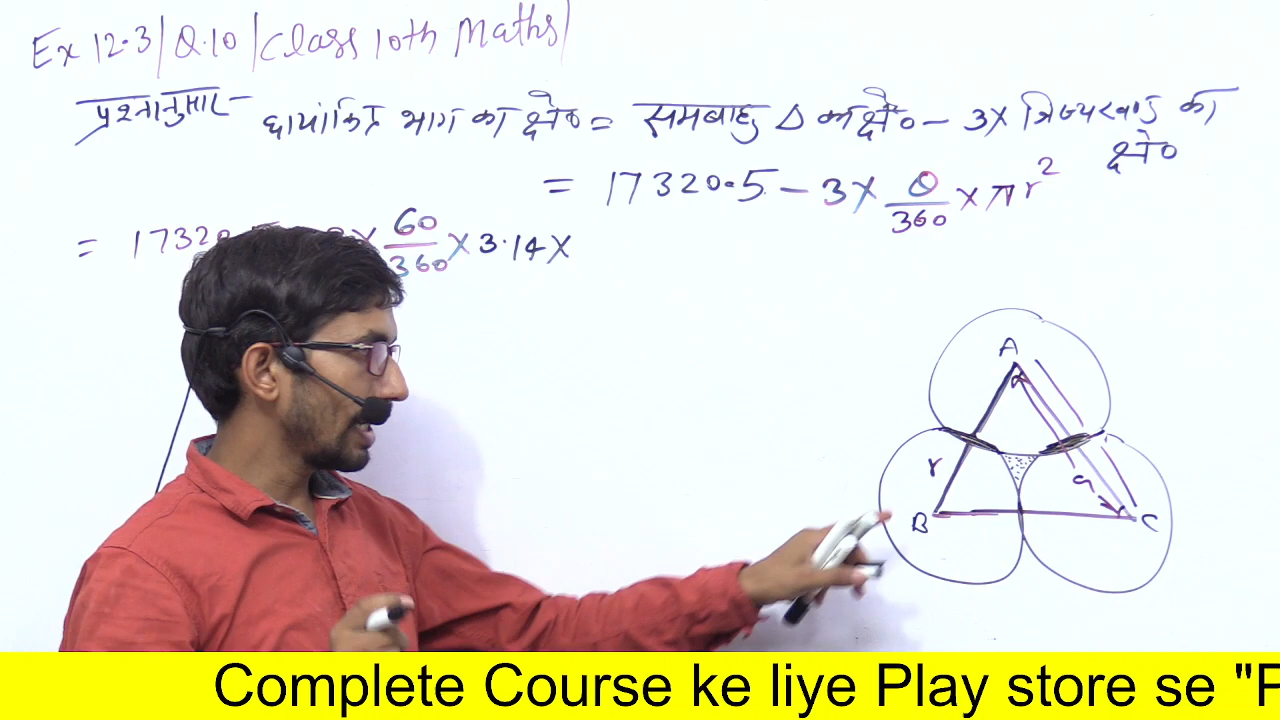 Ex 12.3 | Q.10 | Class 10th Maths |
प्रश्नानुसार - छायांकित भाग का क्षे० = समबाहु Δ का क्षे० - 3 × त्रिज्यखण्ड का क्षे०
= 17320.5 - 3 × θ/360 × πr²
= 17320 × 60/360 × 3.14 ×
A
r
a
B
C
Complete Course ke liye Play store se "